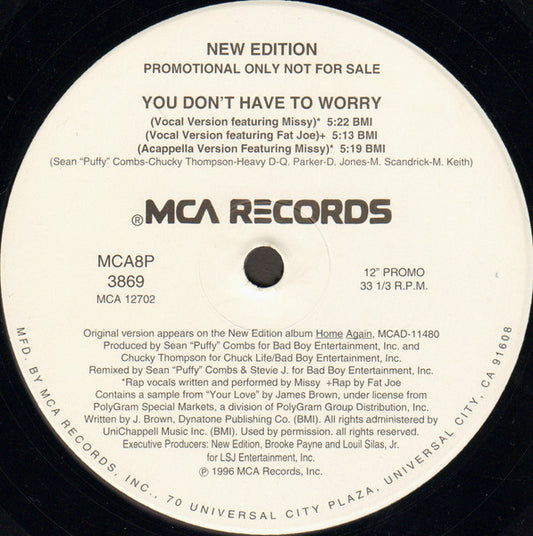 NEW EDITION
PROMOTIONAL ONLY NOT FOR SALE
YOU DON'T HAVE TO WORRY
(Vocal Version featuring Missy)* 5:22 BMI
(Vocal Version featuring Fat Joe)+ 5:13 BMI
(Acappella Version Featuring Missy)* 5:19 BMI
(Sean "Puffy" Combs-Chucky Thompson-Heavy D-Q. Parker-D. Jones-M. Scandrick-M. Keith)
®MCA RECORDS
MCA8P
3869
MCA 12702
12" PROMO
33 1/3 R.P.M.
Original version appears on the New Edition album Home Again, MCAD-11480
Produced by Sean "Puffy" Combs for Bad Boy Entertainment, Inc. and
Chucky Thompson for Chuck Life/Bad Boy Entertainment, Inc.
Remixed by Sean "Puffy" Combs & Stevie J. for Bad Boy Entertainment, Inc.
*Rap vocals written and performed by Missy +Rap by Fat Joe
Contains a sample from "Your Love" by James Brown, under license from
PolyGram Special Markets, a division of PolyGram Group Distribution, Inc.
Written by J. Brown, Dynatone Publishing Co. (BMI). All rights administered by
UniChappell Music Inc. (BMI). Used by permission. all rights reserved.
Executive Producers: New Edition, Brooke Payne and Louil Silas, Jr.
for LSJ Entertainment, Inc.
℗ 1996 MCA Records, Inc.
MFD. BY MCA RECORDS, INC., 70 UNIVERSAL CITY PLAZA, UNIVERSAL CITY, CA 91608